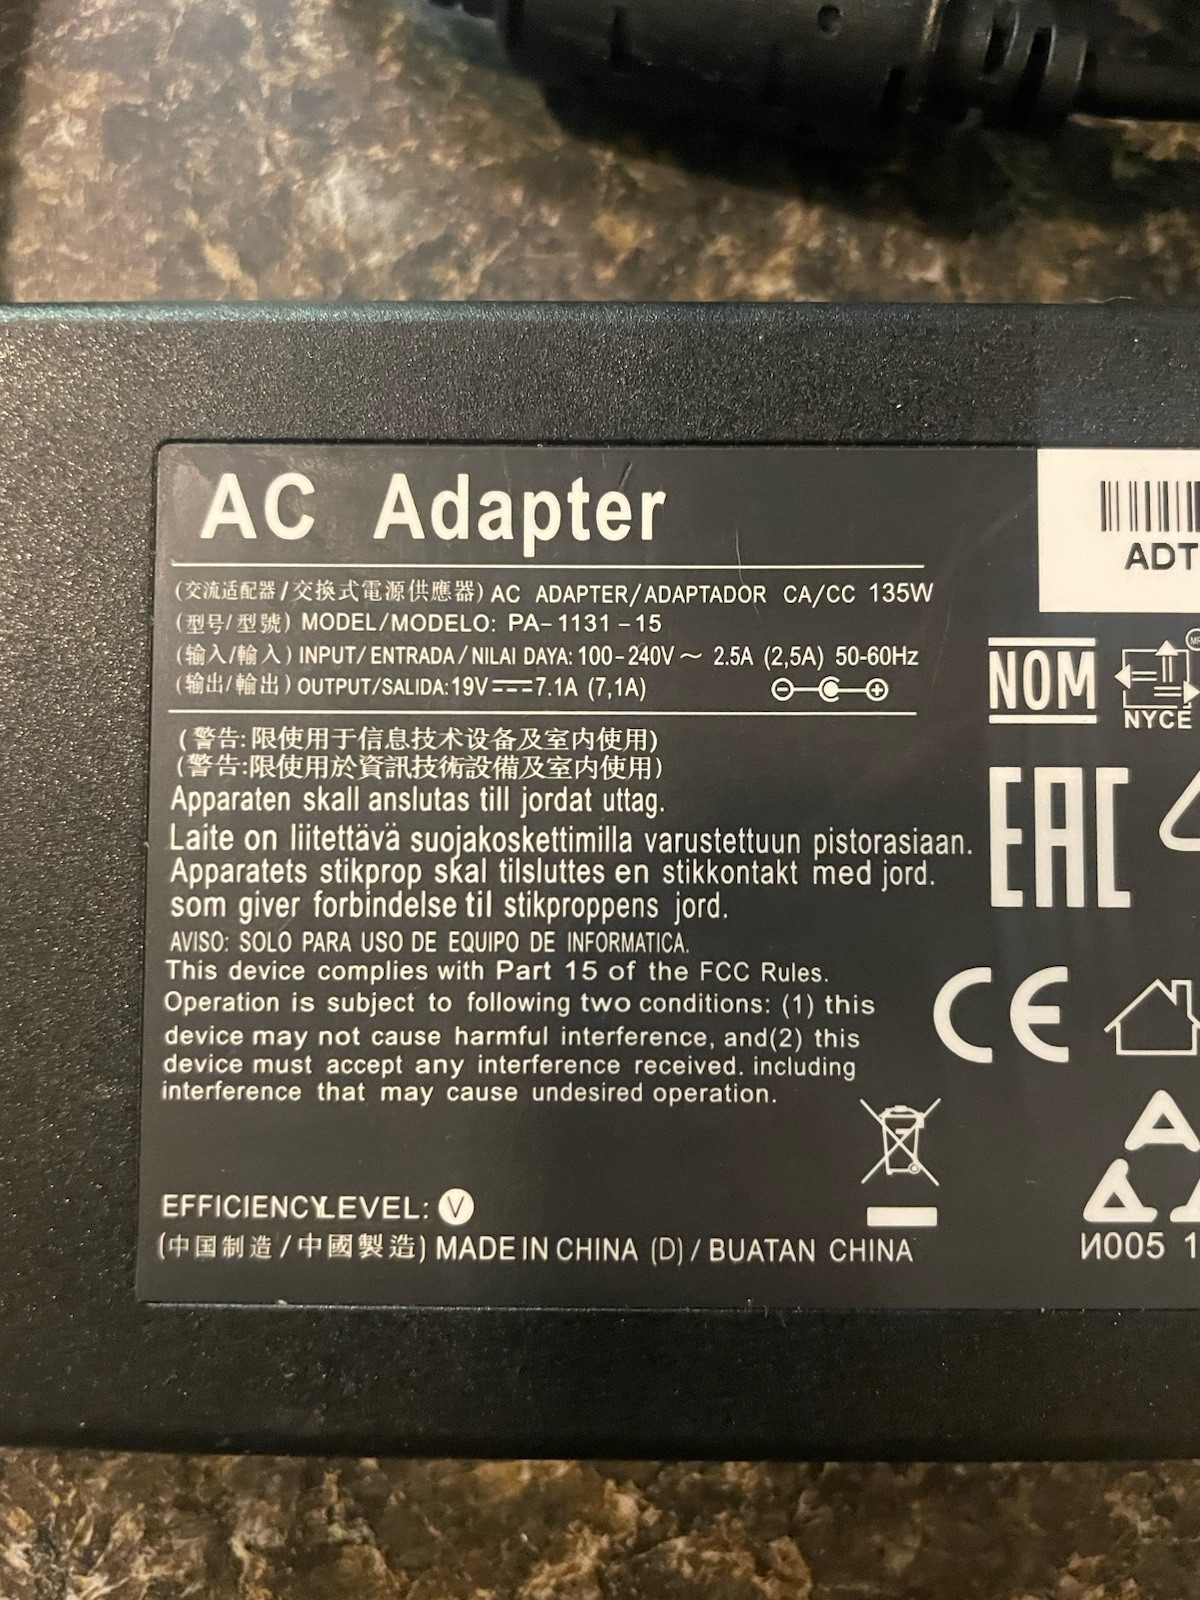 AC Adapter
(交流适配器/交換式電源供應器) AC ADAPTER/ADAPTADOR CA/CC 135W
(型号/型號) MODEL/MODELO: PA-1131-15
(输入/輸入) INPUT/ENTRADA/NILAI DAYA: 100-240V~ 2.5A (2,5A) 50-60Hz
(输出/輸出) OUTPUT/SALIDA:19V⎓7.1A (7,1A)
(警告:限使用于信息技术设备及室内使用)
(警告:限使用於資訊技術設備及室內使用)
Apparaten skall anslutas till jordat uttag.
Laite on liitettävä suojakoskettimilla varustettuun pistorasiaan.
Apparatets stikprop skal tilsluttes en stikkontakt med jord.
som giver forbindelse til stikproppens jord.
AVISO: SOLO PARA USO DE EQUIPO DE INFORMATICA.
This device complies with Part 15 of the FCC Rules.
Operation is subject to following two conditions: (1) this
device may not cause harmful interference, and(2) this
device must accept any interference received. including
interference that may cause undesired operation.
EFFICIENCY LEVEL: V
(中国制造/中國製造) MADE IN CHINA (D) / BUATAN CHINA
ADT
NOM
NYCE
EAC
CE
И005 1